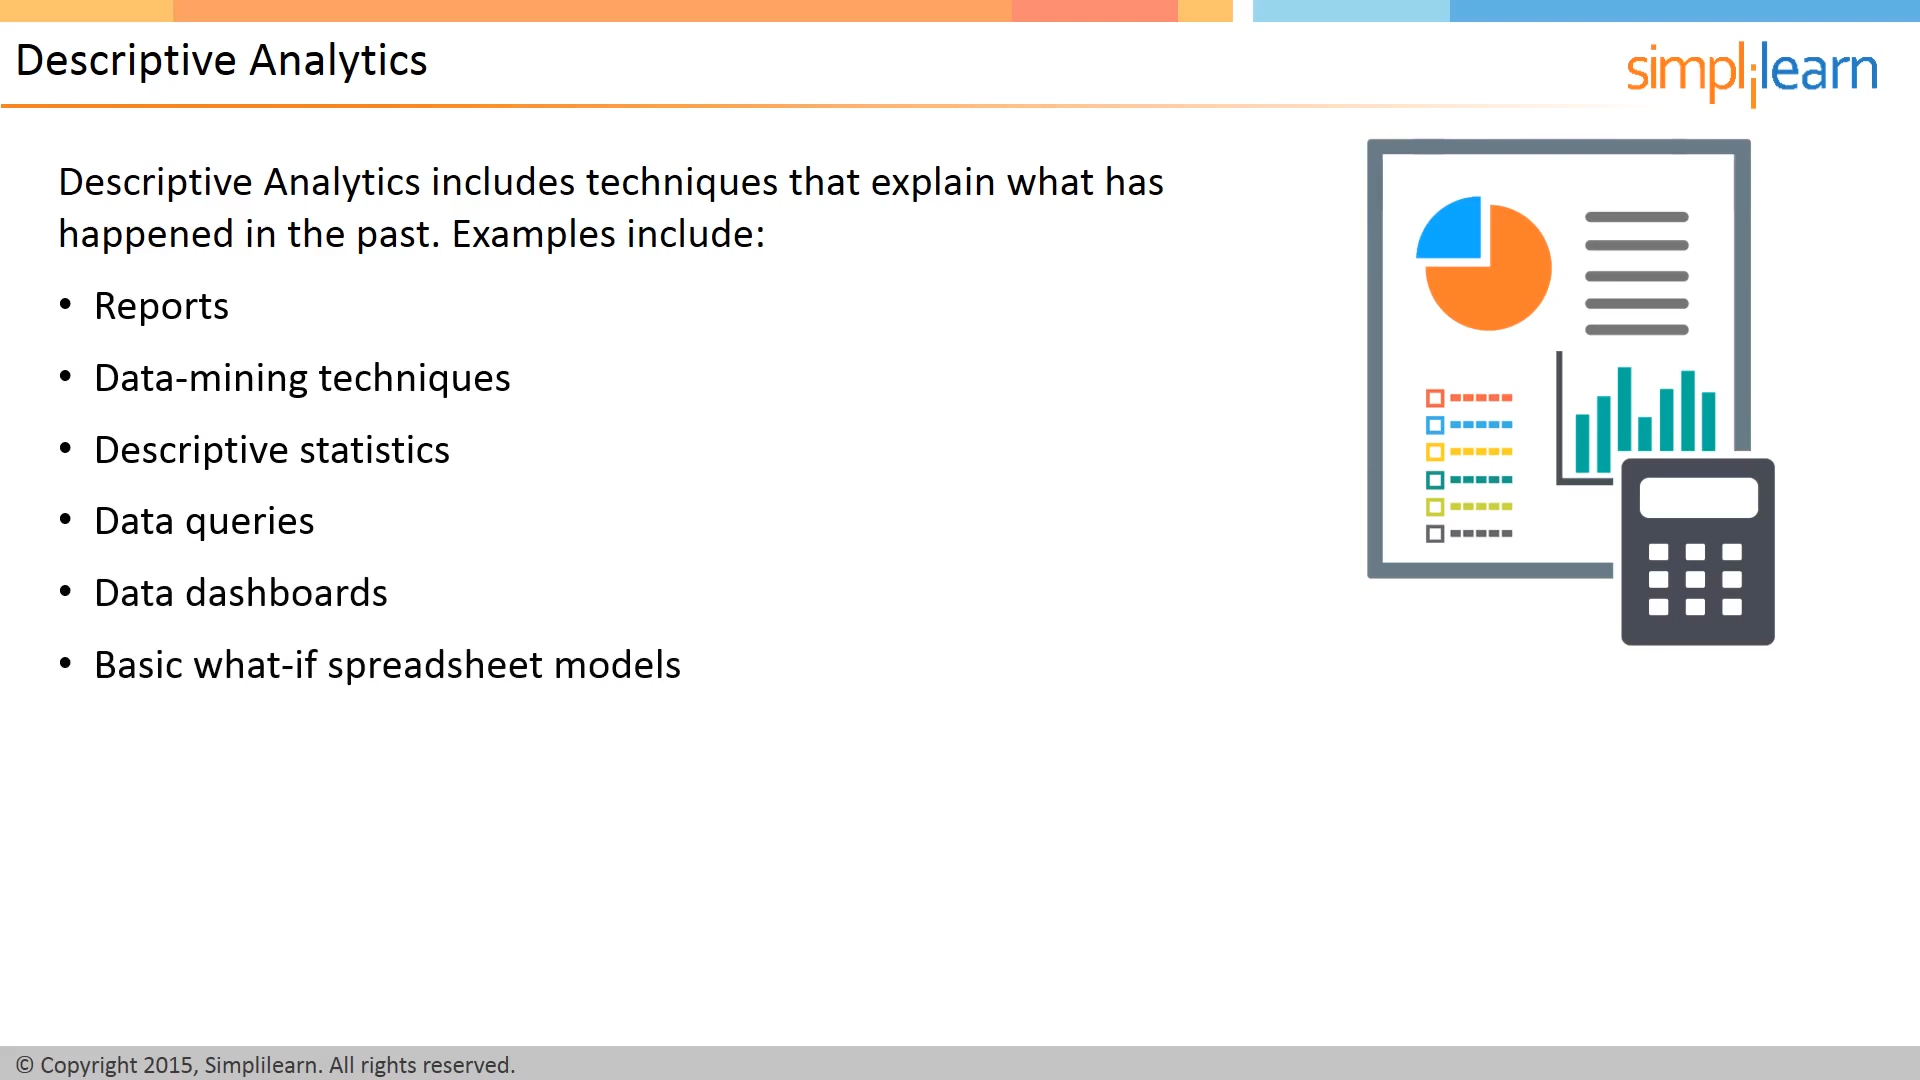 Descriptive Analytics
simplilearn
Descriptive Analytics includes techniques that explain what has
happened in the past. Examples include:
• Reports
• Data-mining techniques
• Descriptive statistics
• Data queries
• Data dashboards
• Basic what-if spreadsheet models
© Copyright 2015, Simplilearn. All rights reserved.